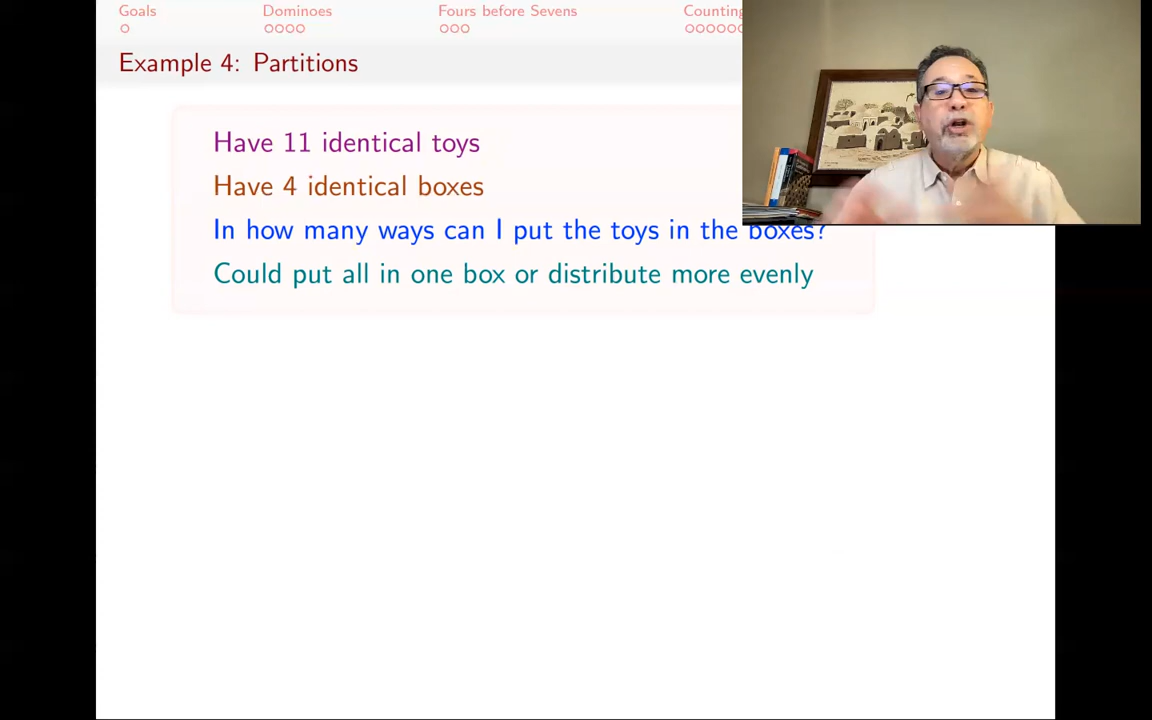 Goals
Dominoes
Fours before Sevens
Counting
Example 4: Partitions
Have 11 identical toys
Have 4 identical boxes
In how many ways can I put the toys in the boxes?
Could put all in one box or distribute more evenly